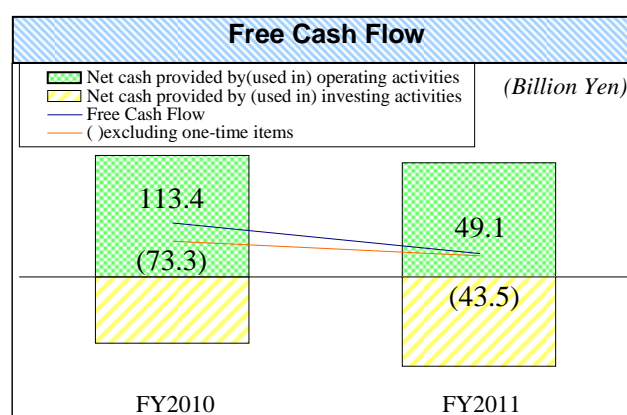 Free Cash Flow
Net cash provided by(used in) operating activities
Net cash provided by (used in) investing activities
Free Cash Flow
( )excluding one-time items
(Billion Yen)
113.4
49.1
(73.3)
(43.5)
FY2010
FY2011